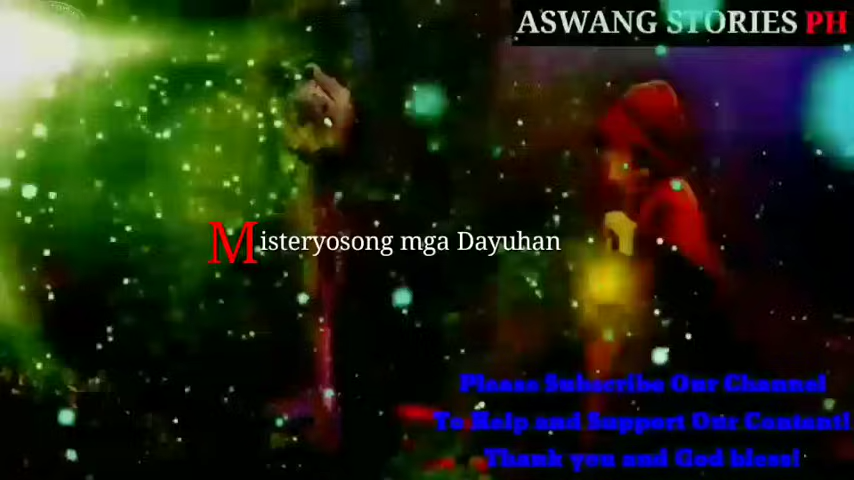 ASWANG STORIES PH
Misteryosong mga Dayuhan
Please Subscribe Our Channel
To Help and Support Our Content!
Thank you and God bless!